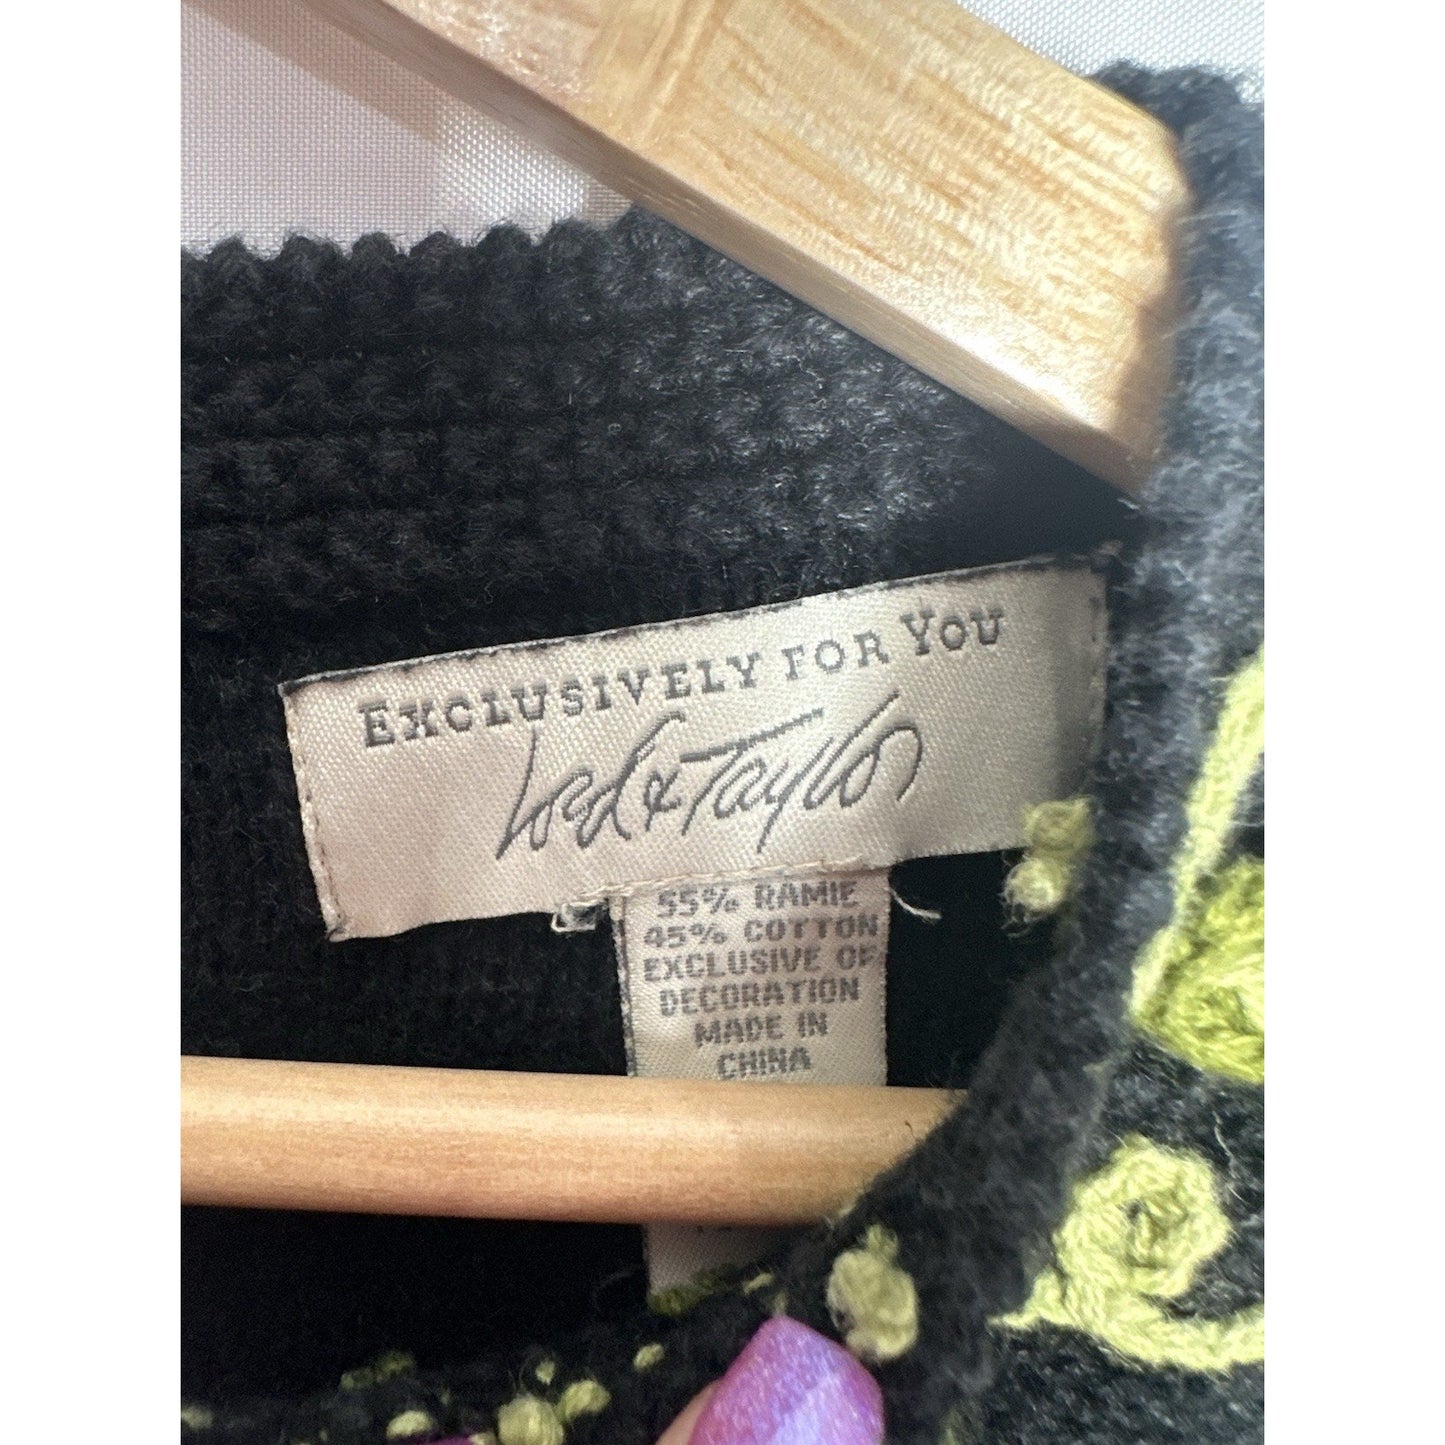 EXCLUSIVELY FOR YOU
Lord & Taylor
55% RAMIE
45% COTTON
EXCLUSIVE OF
DECORATION
MADE IN
CHINA